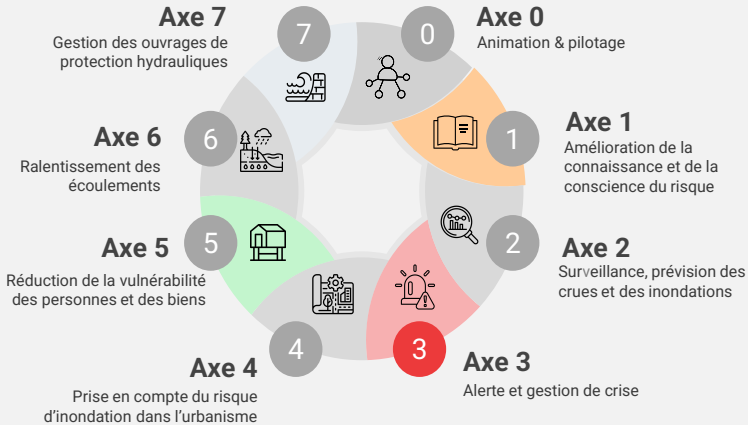 Axe 0
Animation & pilotage
0
Axe 1
Amélioration de la
connaissance et de la
conscience du risque
1
Axe 2
Surveillance, prévision des
crues et des inondations
2
Axe 3
Alerte et gestion de crise
3
Axe 4
Prise en compte du risque
d'inondation dans l'urbanisme
4
Axe 5
Réduction de la vulnérabilité
des personnes et des biens
5
Axe 6
Ralentissement des
écoulements
6
Axe 7
Gestion des ouvrages de
protection hydrauliques
7